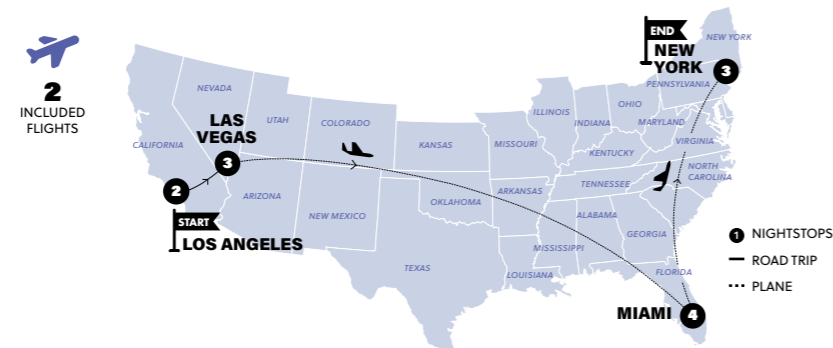 2
INCLUDED
FLIGHTS
END
NEW
YORK
3
NEW YORK
PENNSYLVANIA
NEVADA
UTAH
COLORADO
KANSAS
MISSOURI
ILLINOIS
INDIANA
OHIO
MARYLAND
VIRGINIA
KENTUCKY
NORTH
CAROLINA
TENNESSEE
CALIFORNIA
LAS
VEGAS
3
2
START
LOS ANGELES
ARIZONA
NEW MEXICO
OKLAHOMA
ARKANSAS
TEXAS
LOUISIANA
MISSISSIPPI
ALABAMA
GEORGIA
FLORIDA
MIAMI
4
1 NIGHTSTOPS
ROAD TRIP
PLANE